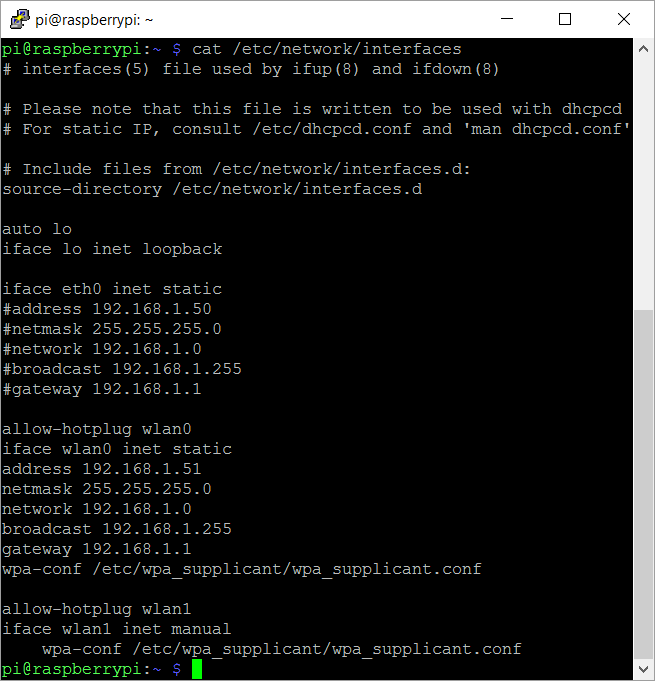 pi@raspberrypi: ~
pi@raspberrypi:~ $ cat /etc/network/interfaces
# interfaces(5) file used by ifup(8) and ifdown(8)
# Please note that this file is written to be used with dhcpcd
# For static IP, consult /etc/dhcpcd.conf and 'man dhcpcd.conf'
# Include files from /etc/network/interfaces.d:
source-directory /etc/network/interfaces.d
auto lo
iface lo inet loopback
iface eth0 inet static
#address 192.168.1.50
#netmask 255.255.255.0
#network 192.168.1.0
#broadcast 192.168.1.255
#gateway 192.168.1.1
allow-hotplug wlan0
iface wlan0 inet static
address 192.168.1.51
netmask 255.255.255.0
network 192.168.1.0
broadcast 192.168.1.255
gateway 192.168.1.1
wpa-conf /etc/wpa_supplicant/wpa_supplicant.conf
allow-hotplug wlan1
iface wlan1 inet manual
    wpa-conf /etc/wpa_supplicant/wpa_supplicant.conf
pi@raspberrypi:~ $